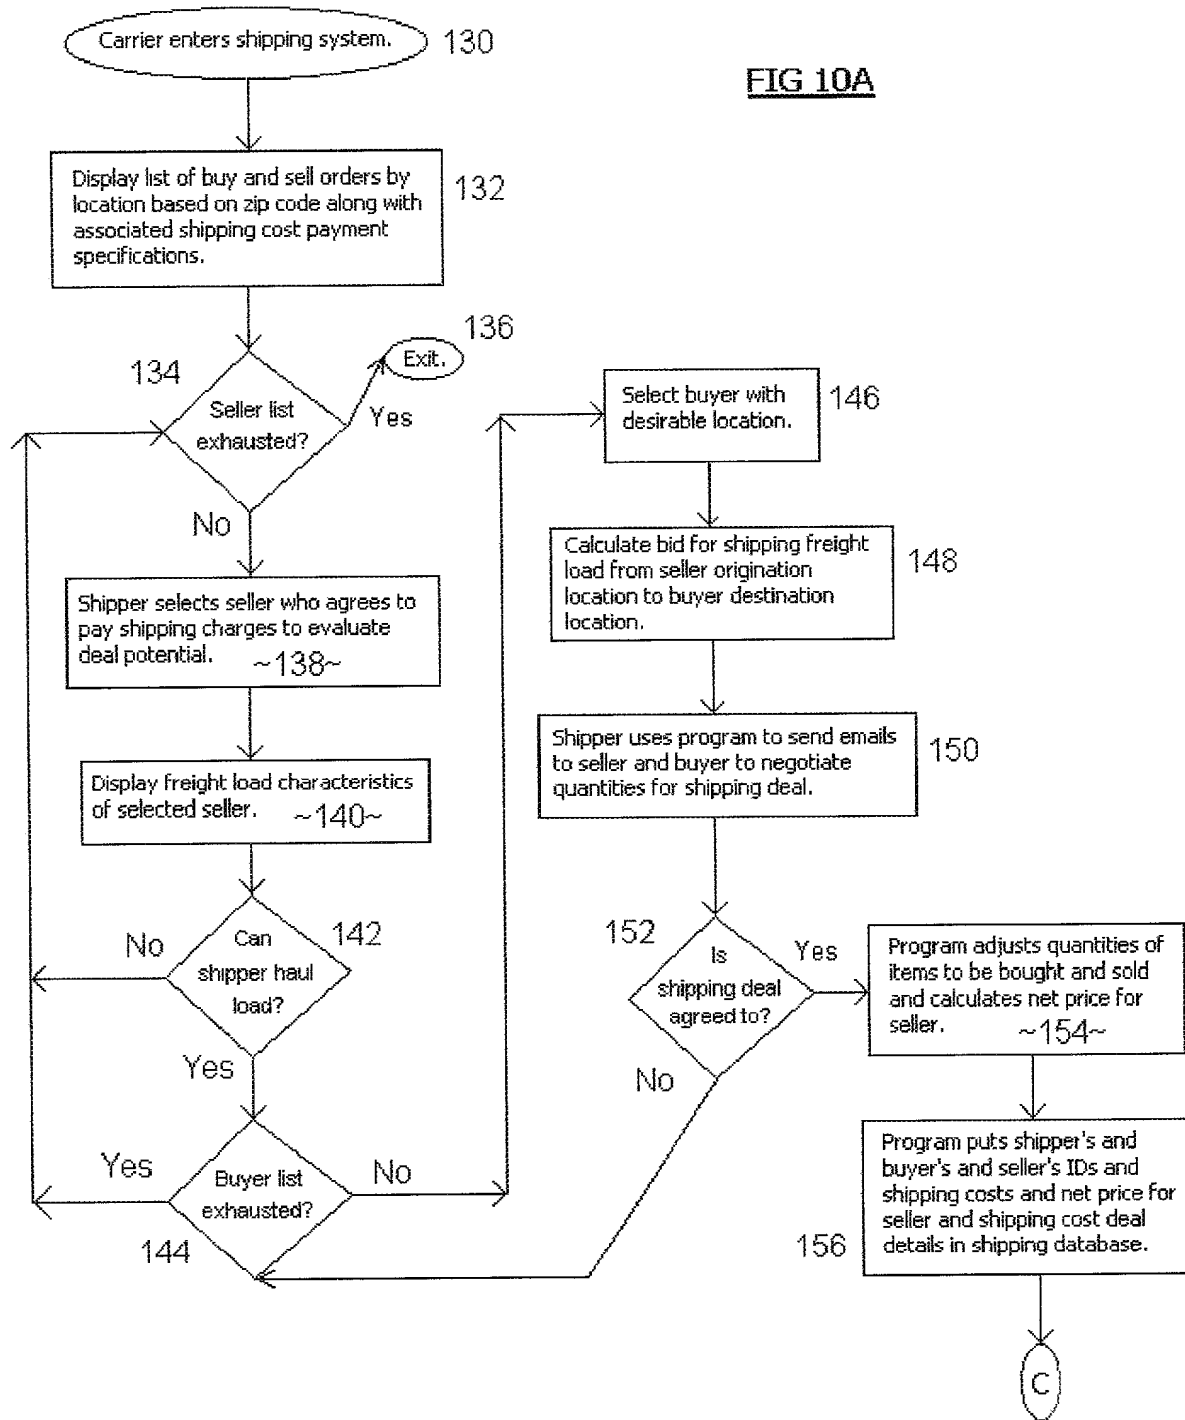 Carrier enters shipping system.
130
FIG 10A
Display list of buy and sell orders by
location based on zip code along with
associated shipping cost payment
specifications.
132
134
Seller list
exhausted?
Yes
Exit.
136
No
Shipper selects seller who agrees to
pay shipping charges to evaluate
deal potential.
~138~
Display freight load characteristics
of selected seller.
~140~
Can
shipper haul
load?
142
No
Yes
Buyer list
exhausted?
144
Yes
No
Select buyer with
desirable location.
146
Calculate bid for shipping freight
load from seller origination
location to buyer destination
location.
148
Shipper uses program to send emails
to seller and buyer to negotiate
quantities for shipping deal.
150
152
Is
shipping deal
agreed to?
Yes
No
Program adjusts quantities of
items to be bought and sold
and calculates net price for
seller.
~154~
Program puts shipper's and
buyer's and seller's IDs and
shipping costs and net price for
seller and shipping cost deal
details in shipping database.
156
C